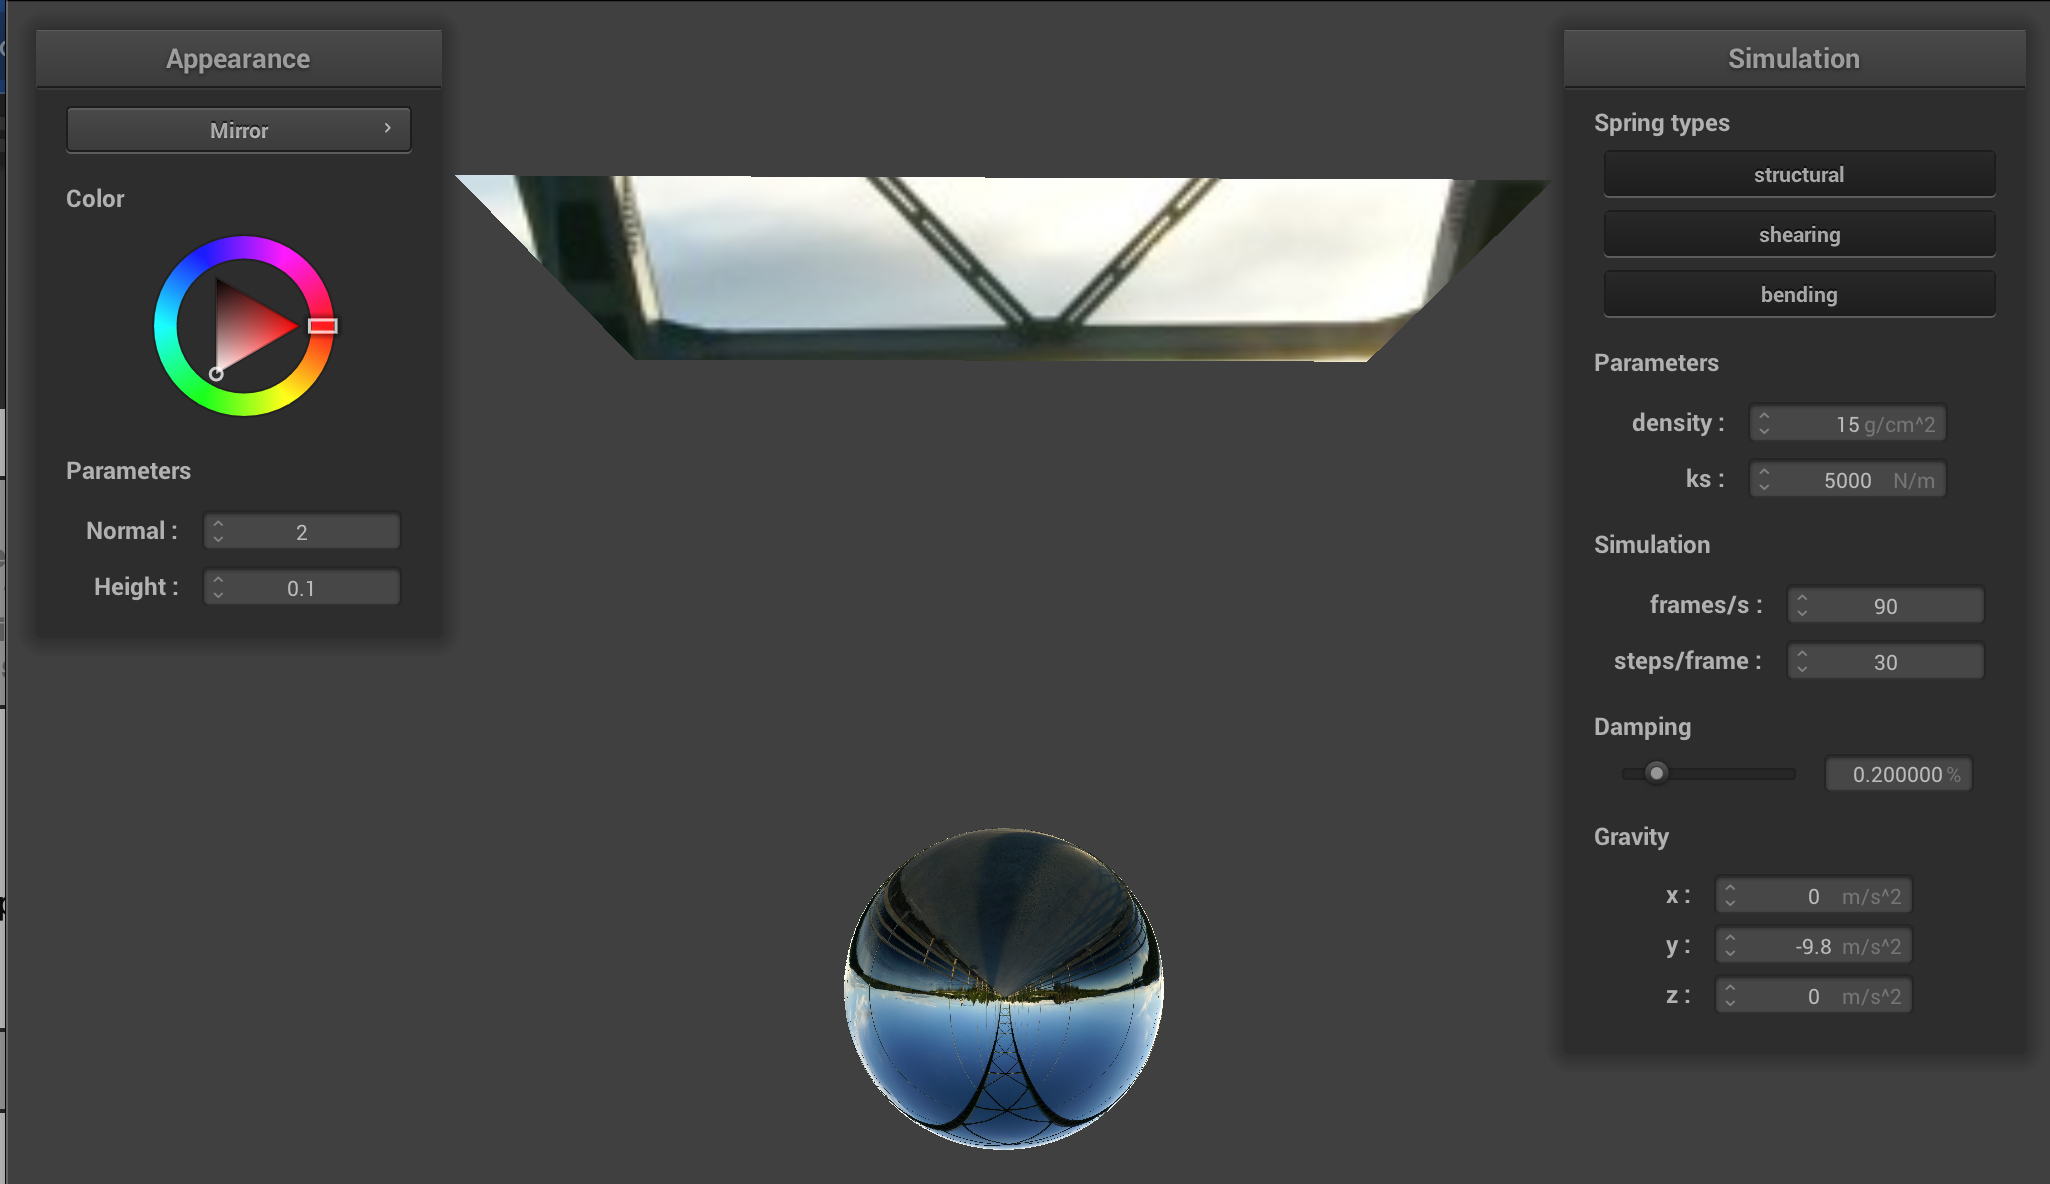 Appearance
Mirror
Color
Parameters
Normal : 2
Height : 0.1
Simulation
Spring types
structural
shearing
bending
Parameters
density : 15 g/cm^2
ks : 5000 N/m
Simulation
frames/s : 90
steps/frame : 30
Damping
0.200000 %
Gravity
x : 0 m/s^2
y : -9.8 m/s^2
z : 0 m/s^2